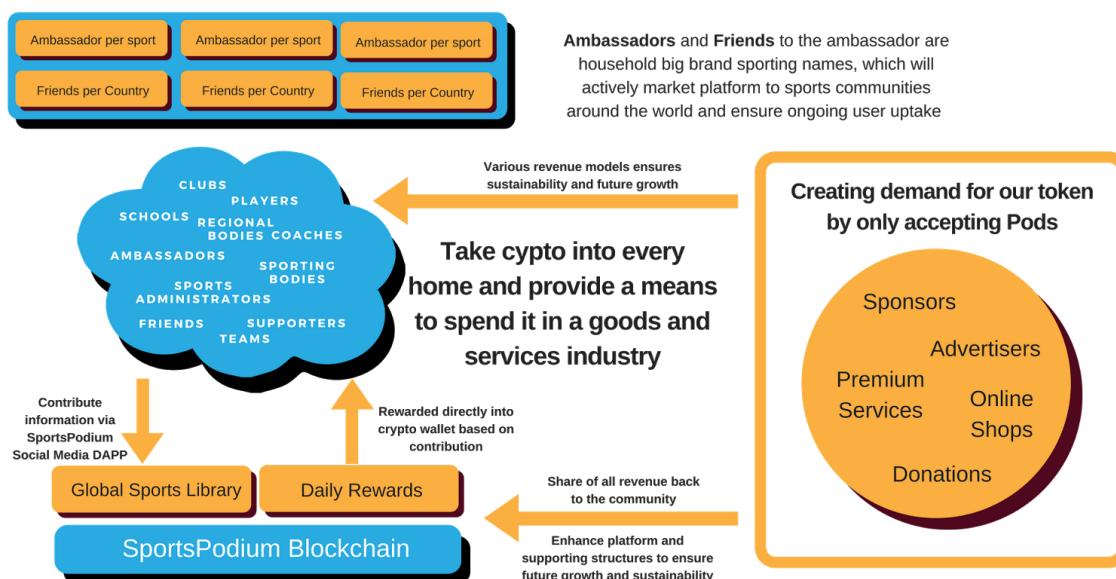 Ambassador per sport
Ambassador per sport
Ambassador per sport
Friends per Country
Friends per Country
Friends per Country
Ambassadors and Friends to the ambassador are
household big brand sporting names, which will
actively market platform to sports communities
around the world and ensure ongoing user uptake
CLUBS
PLAYERS
SCHOOLS
REGIONAL
BODIES
COACHES
AMBASSADORS
SPORTING
BODIES
SPORTS
ADMINISTRATORS
FRIENDS
SUPPORTERS
TEAMS
Various revenue models ensures
sustainability and future growth
Take cypto into every
home and provide a means
to spend it in a goods and
services industry
Creating demand for our token
by only accepting Pods
Sponsors
Advertisers
Premium
Services
Online
Shops
Donations
Contribute
information via
SportsPodium
Social Media DAPP
Rewarded directly into
crypto wallet based on
contribution
Global Sports Library
Daily Rewards
SportsPodium Blockchain
Share of all revenue back
to the community
Enhance platform and
supporting structures to ensure
future growth and sustainability